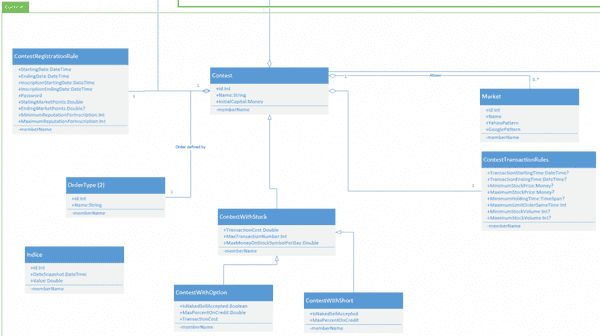 Contest
ContestRegistrationRule
+StartingDate:DateTime
+EndingDate:DateTime
+InscriptionStartingDate:DateTime
+InscriptionEndingDate:DateTime
+Password
+StatingMarketPoints:Double
+EndingMarketPoints:Double?
+MinimumReputationForInscription:Int
+MaximumReputationForInscription:Int
-memberName
1
1
Contest
+id:Int
+Name:String
+InitialCapital:Money
-memberName
1
0..*
Market
+id:Int
+Name
+YahooPattern
+GooglePattern
-memberName
Order defined by
ContestTransactionRules
+TransactionStartingTime:DateTime?
+TransactionEndingTime:DateTime?
+MinimumStockPrice:Money?
+MaximumStockPrice:Money?
+MinimumHoldingTime:TimeSpan?
+MaximumLimitOrderSameTime:Int
+MinimumStockVolume:Int?
+MaximumStockVolume:Int?
-memberName
1
OrderType (2)
+id:Int
+Name:String
-memberName
1
ContestWithStock
+TransactionCost:Double
+MaxTransactionNumber:Int
-memberName
Indice
+id:Int
+DateSnapshot:DateTime
+Value:Double
-memberName
ContestWithOption
+IsNakedSellAccepted:Boolean
+MaxPercentOnCredit:Double
+TransactionCost
-memberName
ContestWithShort
+IsNakedSellAccepted
+MaxPercentOnCredit
-memberName